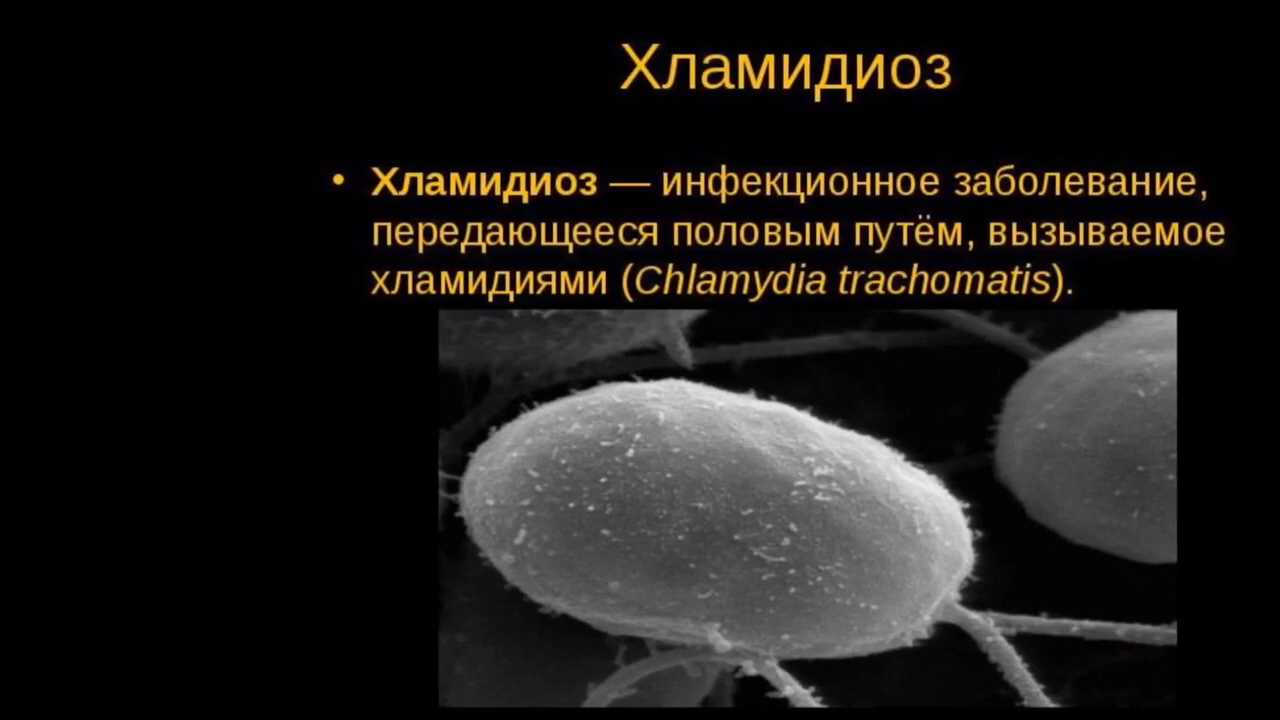 Хламидиоз
• Хламидиоз — инфекционное заболевание,
передающееся половым путём, вызываемое
хламидиями (Chlamydia trachomatis).